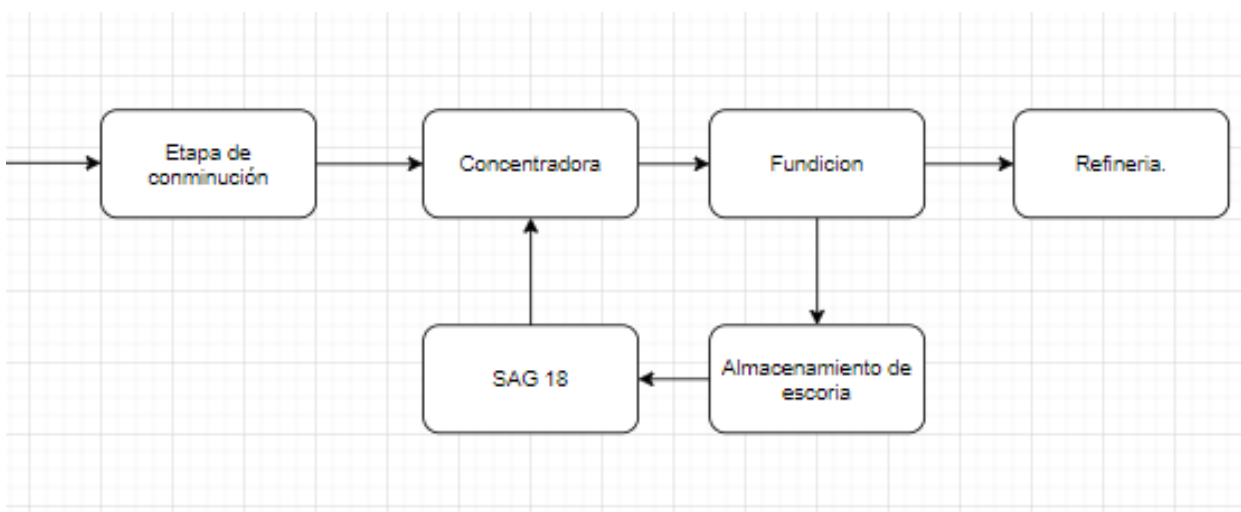 Etapa de
conminución
Concentradora
Fundicion
Refineria.
SAG 18
Almacenamiento de
escoria